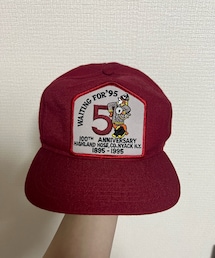 WAITING FOR '95
5
100TH ANNIVERSARY
HIGHLAND HOSE. CO. NYACK N.Y.
1895-1995